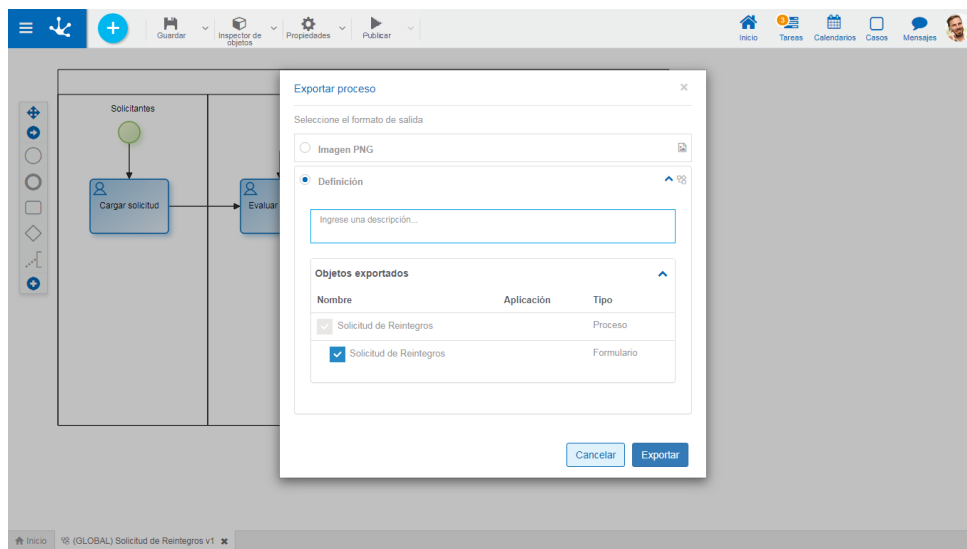 Guardar
Inspector de
objetos
Propiedades
Publicar
Inicio
3
Tareas
Calendarios
Casos
Mensajes
Solicitantes
Cargar solicitud
Evaluar
Exportar proceso
×
Seleccione el formato de salida
Imagen PNG
Definición
Ingrese una descripción...
Objetos exportados
Nombre Aplicación Tipo
Solicitud de Reintegros Proceso
Solicitud de Reintegros Formulario
Cancelar Exportar
Inicio (GLOBAL) Solicitud de Reintegros v1